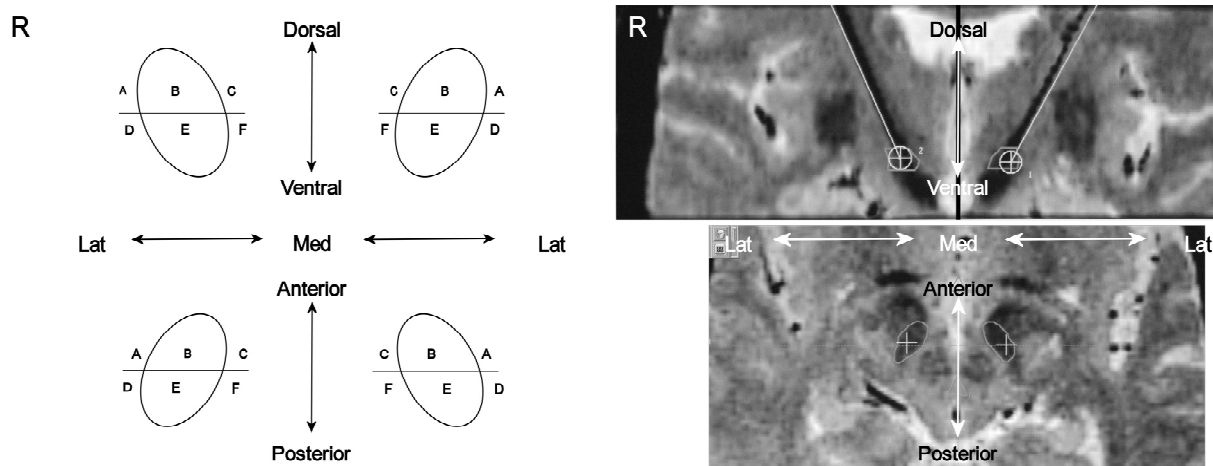 R
Dorsal
A B C
D E F
C B A
F E D
Ventral
Lat Med Lat
Anterior
A B C
D E F
C B A
F E D
Posterior
R
Dorsal
2
1
Ventral
Lat Med Lat
Anterior
Posterior